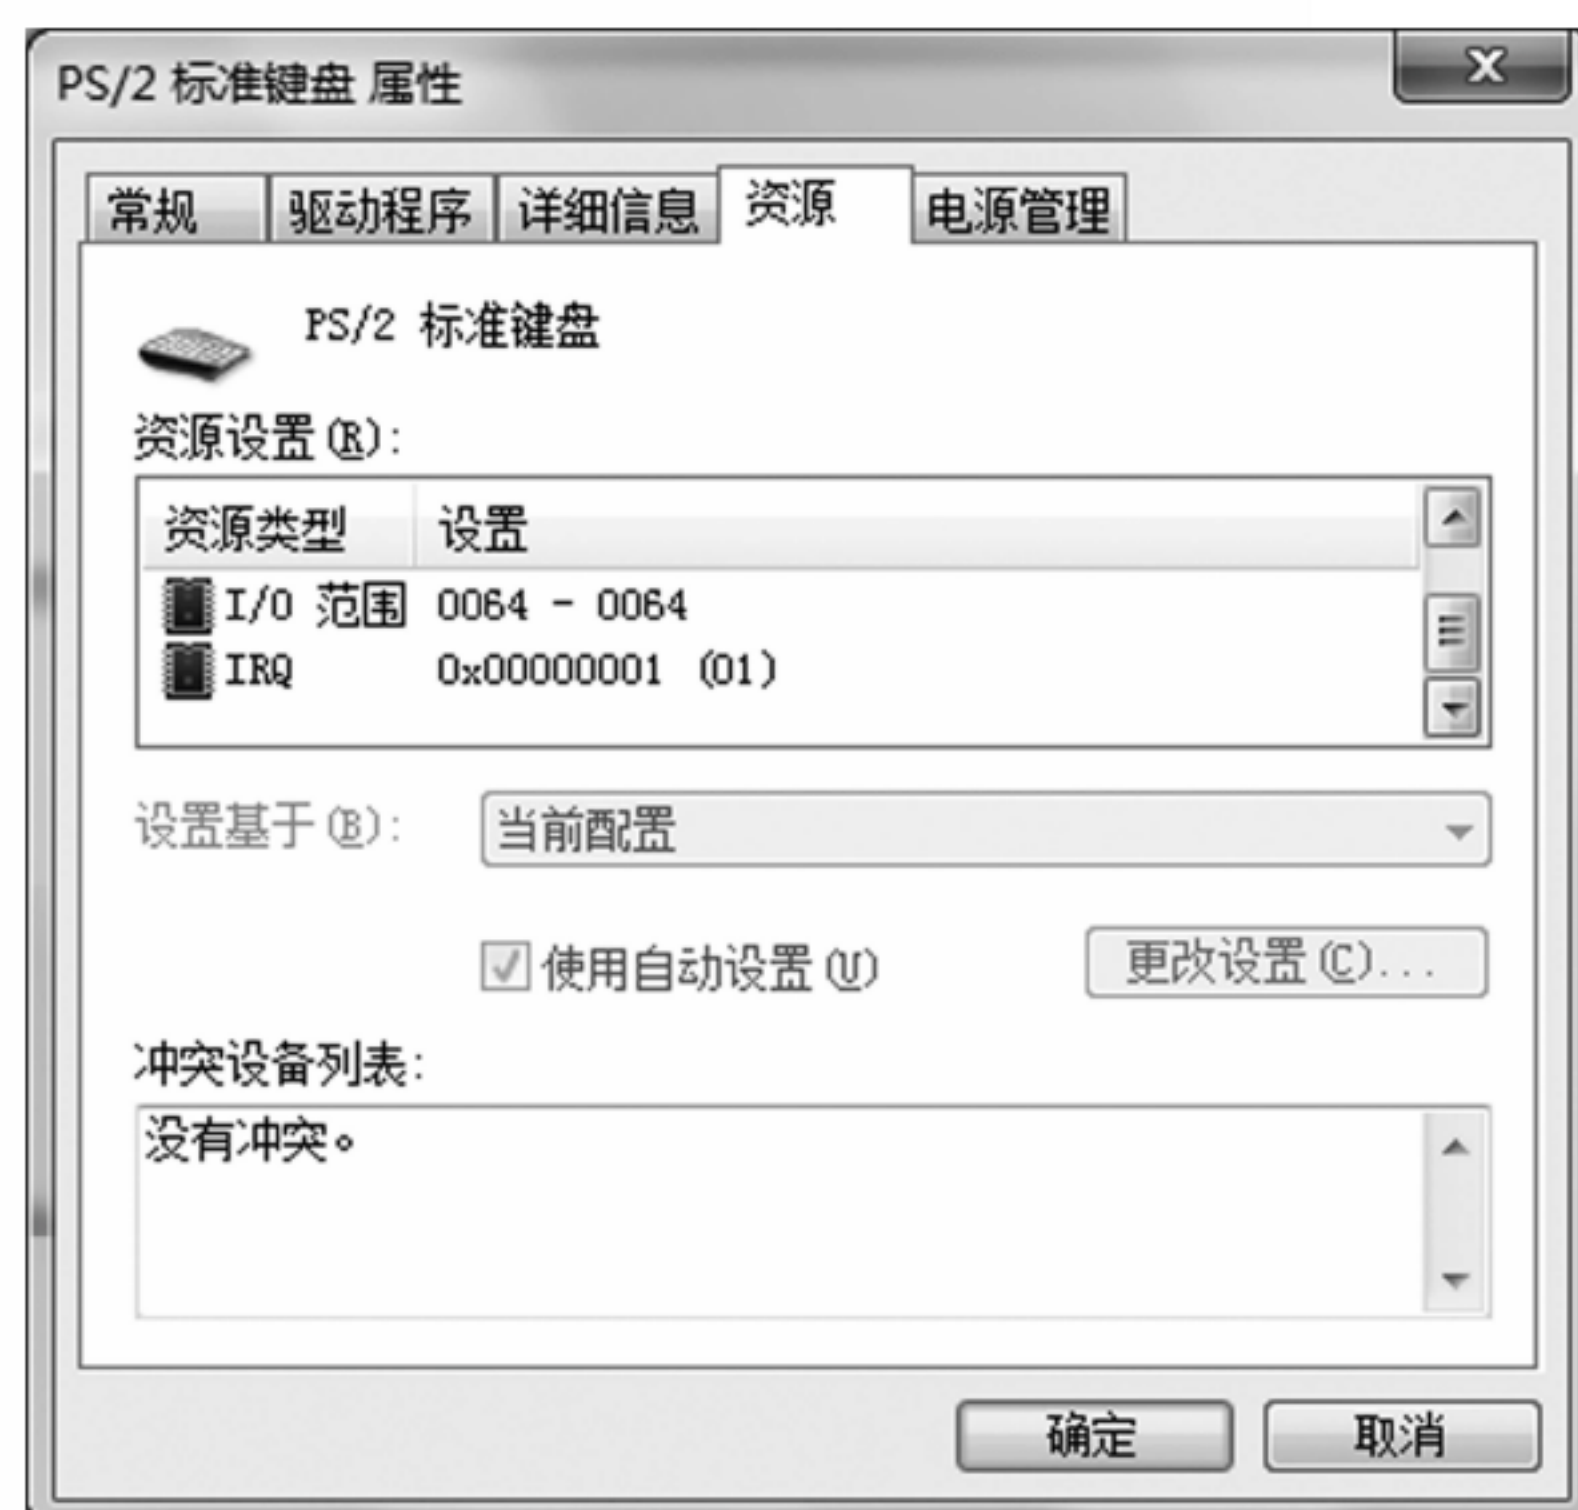 PS/2 标准键盘 属性
常规 驱动程序 详细信息 资源 电源管理
PS/2 标准键盘
资源设置(R):
资源类型 设置
I/O 范围 0064 - 0064
IRQ 0x00000001 (01)
设置基于(B): 当前配置
使用自动设置(U) 更改设置(C)...
冲突设备列表:
没有冲突。
确定 取消